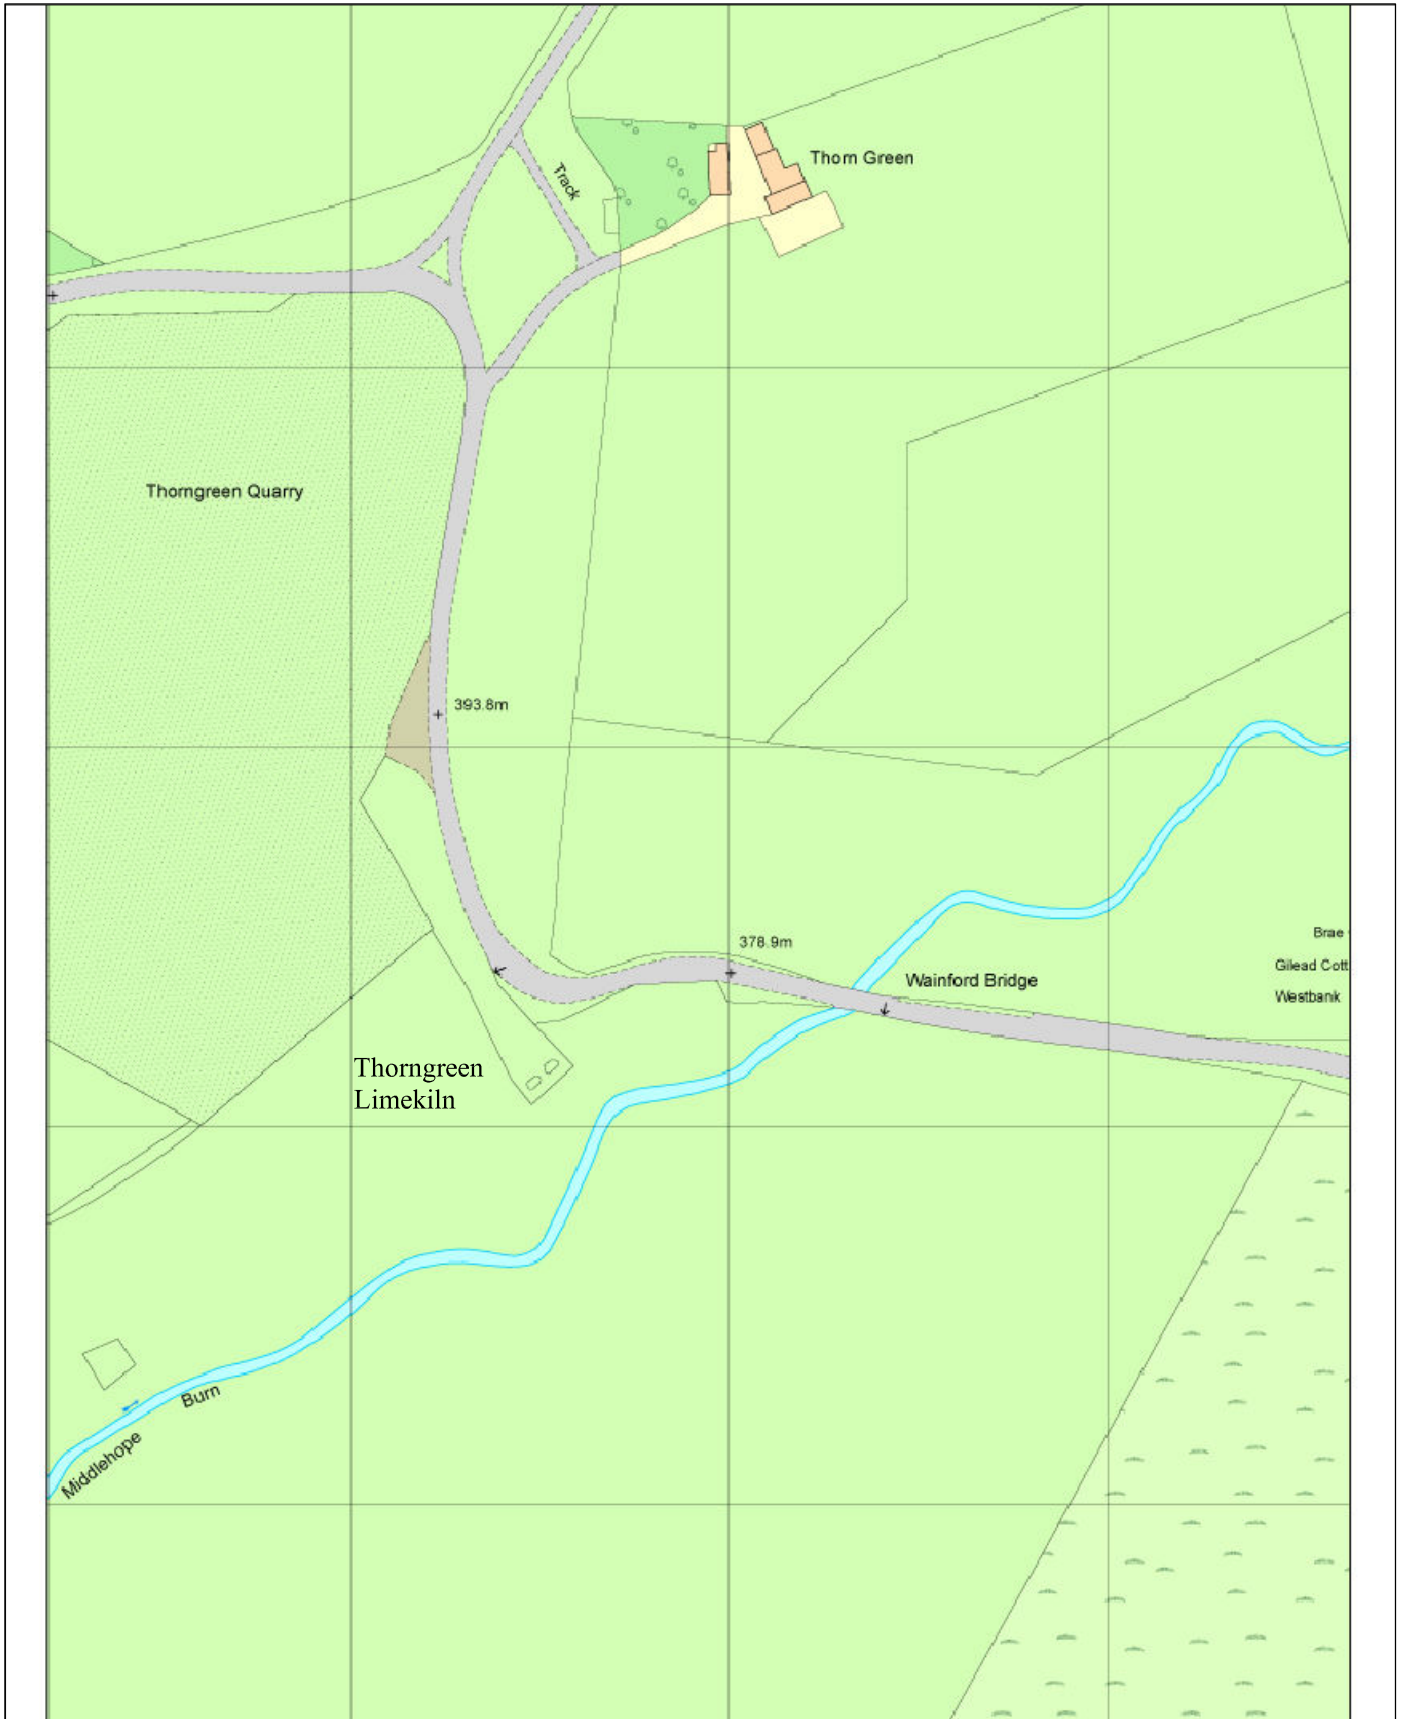 Thorn Green
Track
Thorngreen Quarry
393.8m
378.9m
Brae
Gilead Cott
Wainford Bridge
Westbank
Thorngreen
Limekiln
Burn
Middlehope